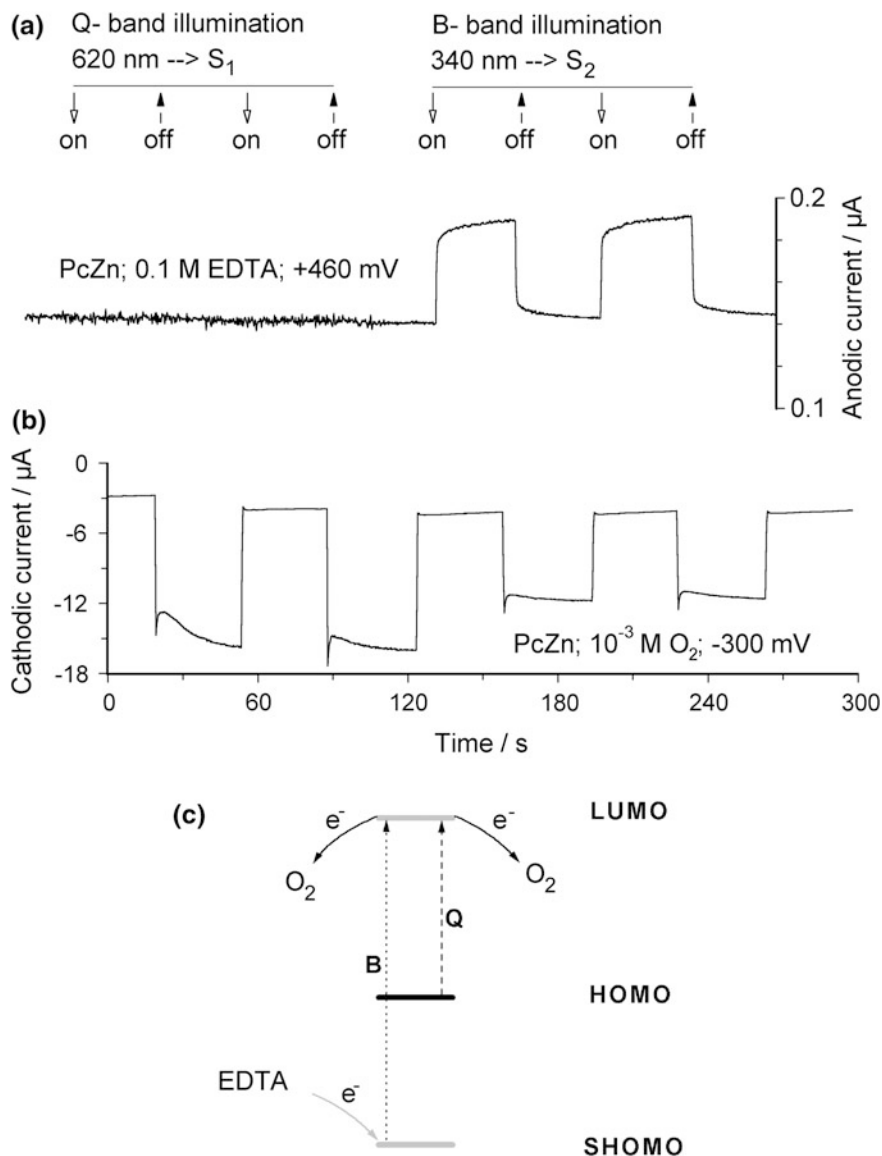 (a)
Q- band illumination
620 nm --> S1
B- band illumination
340 nm --> S2
on off on off on off on off
PcZn; 0.1 M EDTA; +460 mV
0.2
0.1
Anodic current / µA
(b)
Cathodic current / µA
0
-6
-12
-18
PcZn; 10-3 M O2; -300 mV
0 60 120 180 240 300
Time / s
(c)
LUMO
e- e-
O2 O2
Q
B
HOMO
EDTA
e-
SHOMO